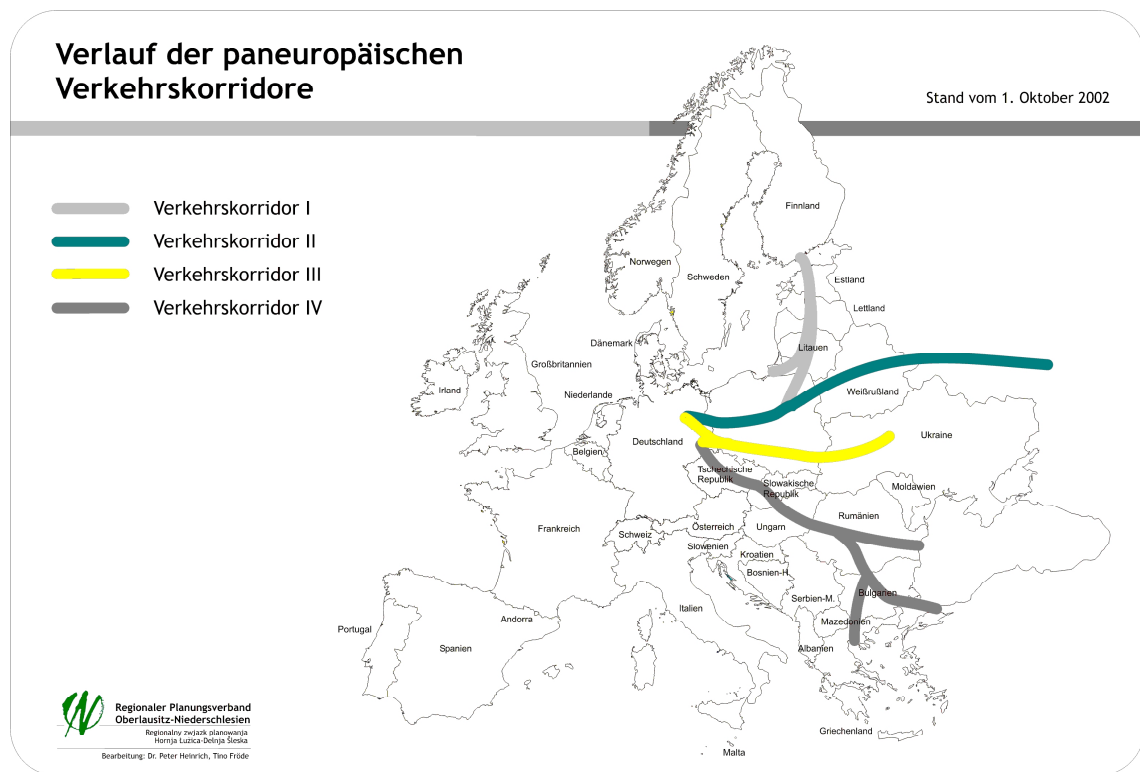 Verlauf der paneuropäischen
Verkehrskorridore
Stand vom 1. Oktober 2002
Verkehrskorridor I
Verkehrskorridor II
Verkehrskorridor III
Verkehrskorridor IV
Finnland
Norwegen
Schweden
Estland
Lettland
Dänemark
Litauen
Großbritannien
Irland
Niederlande
Weißrußland
Deutschland
Ukraine
Belgien
Tschechische
Republik
Slowakische
Republik
Moldawien
Rumänien
Frankreich
Schweiz
Österreich
Ungarn
Slowenien
Kroatien
Bosnien-H.
Serbien-M.
Bulgarien
Italien
Andorra
Mazedonien
Portugal
Spanien
Albanien
Griechenland
Malta
Regionaler Planungsverband
Oberlausitz-Niederschlesien
Regionalny zwjazk planowanja
Hornja Łużica-Delnja Šleska
Bearbeitung: Dr. Peter Heinrich, Tino Fröde